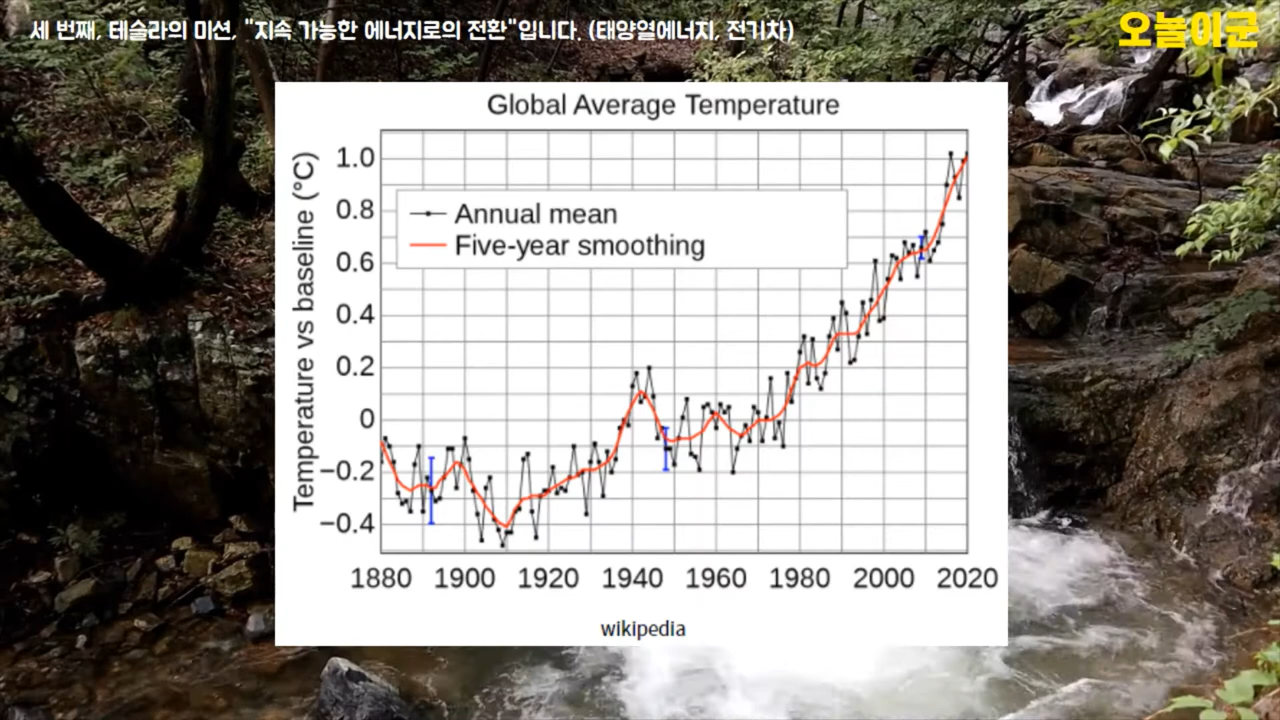 세 번째, 테슬라의 미션, "지속 가능한 에너지로의 전환"입니다. (태양열에너지, 전기차)
오늘이군
Global Average Temperature
Temperature vs baseline (°C)
1.0
0.8
0.6
0.4
0.2
0
−0.2
−0.4
Annual mean
Five-year smoothing
1880 1900 1920 1940 1960 1980 2000 2020
wikipedia